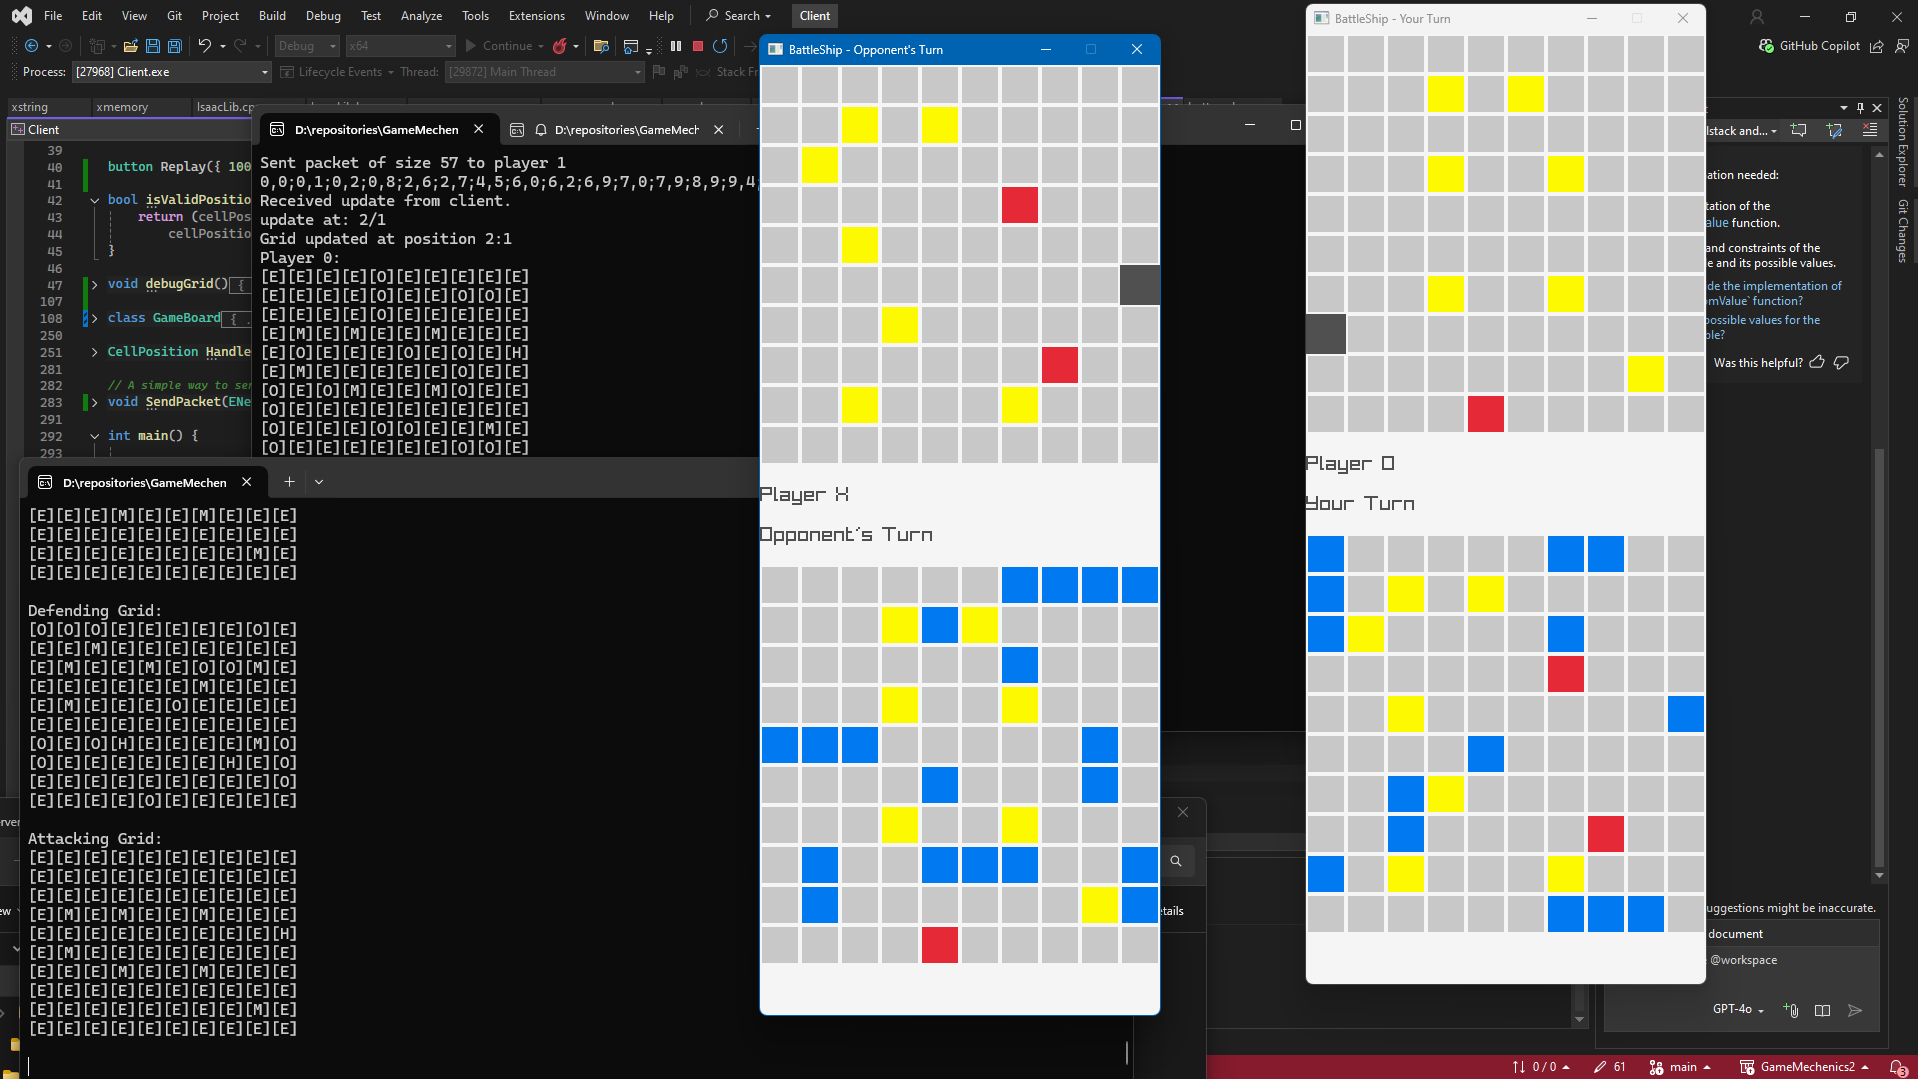 File Edit View Git Project Build Debug Test Analyze Tools Extensions Window Help Search Client
Debug x64 Continue GitHub Copilot
Process: [27968] Client.exe Lifecycle Events Thread: [29872] Main Thread Stack Fr
xstring xmemory IsaacLib.cp
Client
39
40 button Replay({ 100
41
42 bool isValidPositio
43 return (cellPos
44 cellPositio
45 }
46
47 void debugGrid() {
107
108 class GameBoard { .
250
251 CellPosition Handle
281
282 // A simple way to ser
283 void SendPacket(ENe
291
292 int main() {
293
D:\repositories\GameMechen D:\repositories\GameMech
Sent packet of size 57 to player 1
0,0;0,1;0,2;0,8;2,6;2,7;4,5;6,0;6,2;6,9;7,0;7,9;8,9;9,4;
Received update from client.
update at: 2/1
Grid updated at position 2:1
Player 0:
[E][E][E][E][O][E][E][E][E][E]
[E][E][E][E][O][E][E][O][O][E]
[E][E][E][E][O][E][E][E][E][E]
[E][M][E][M][E][E][M][E][E][E]
[E][O][E][E][E][O][E][O][E][H]
[E][M][E][E][E][E][E][O][E][E]
[O][E][O][M][E][E][M][O][E][E]
[O][E][E][E][E][E][E][E][E][E]
[O][E][E][E][O][O][E][E][M][E]
[O][E][E][E][E][E][E][O][O][E]
D:\repositories\GameMechen
[E][E][E][M][E][E][M][E][E][E]
[E][E][E][E][E][E][E][E][E][E]
[E][E][E][E][E][E][E][E][M][E]
[E][E][E][E][E][E][E][E][E][E]
Defending Grid:
[O][O][O][E][E][E][E][E][O][E]
[E][E][M][E][E][E][E][E][E][E]
[E][M][E][E][M][E][O][O][M][E]
[E][E][E][E][E][E][M][E][E][E]
[E][M][E][E][E][O][E][E][E][E]
[E][E][E][E][E][E][E][E][E][E]
[O][E][O][H][E][E][E][E][M][O]
[O][E][E][E][E][E][E][H][E][O]
[E][E][E][E][E][E][E][E][E][O]
[E][E][E][E][O][E][E][E][E][E]
Attacking Grid:
[E][E][E][E][E][E][E][E][E][E]
[E][E][E][E][E][E][E][E][E][E]
[E][E][E][E][E][E][E][E][E][E]
[E][M][E][M][E][E][M][E][E][E]
[E][E][E][E][E][E][E][E][E][H]
[E][M][E][E][E][E][E][E][E][E]
[E][E][E][M][E][E][M][E][E][E]
[E][E][E][E][E][E][E][E][E][E]
[E][E][E][E][E][E][E][E][M][E]
[E][E][E][E][E][E][E][E][E][E]
BattleShip - Opponent's Turn
Player X
Opponent's Turn
BattleShip - Your Turn
Player O
Your Turn
Solution Explorer
Git Changes
lstack and...
ation needed:
tation of the
alue function.
and constraints of the
e and its possible values.
de the implementation of
omValue` function?
possible values for the
ble?
Was this helpful?
uggestions might be inaccurate.
document
@workspace
GPT-4o
erver
ew
etails
0 / 0 61 main GameMechenics2 3